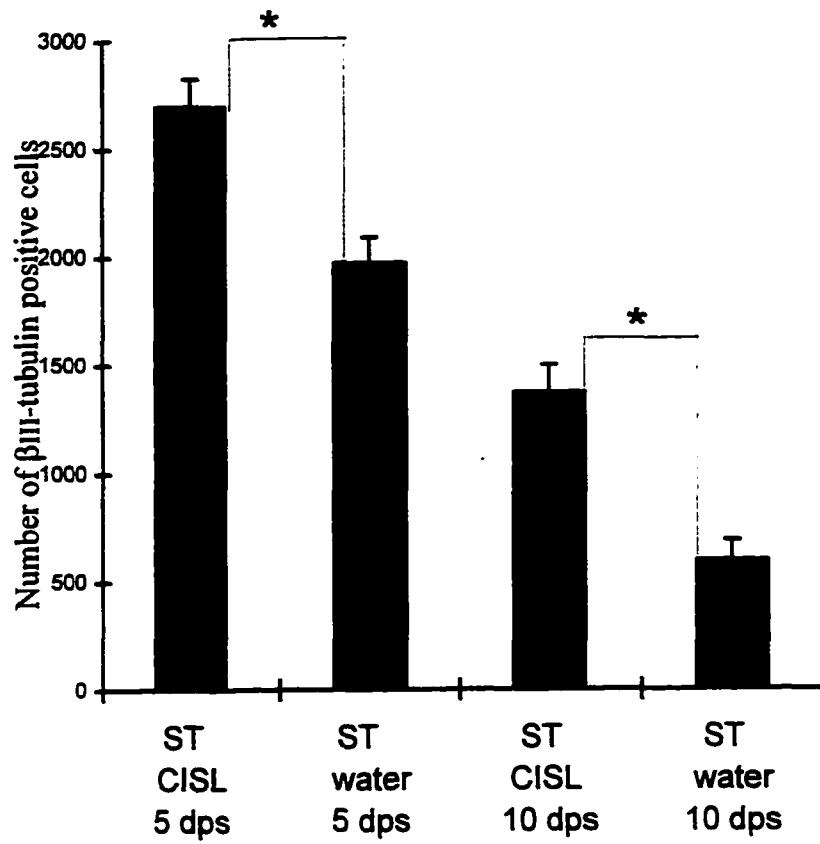 *
*
3000
2500
2000
1500
1000
500
0
Number of βIII-tubulin positive cells
ST
CISL
5 dps
ST
water
5 dps
ST
CISL
10 dps
ST
water
10 dps